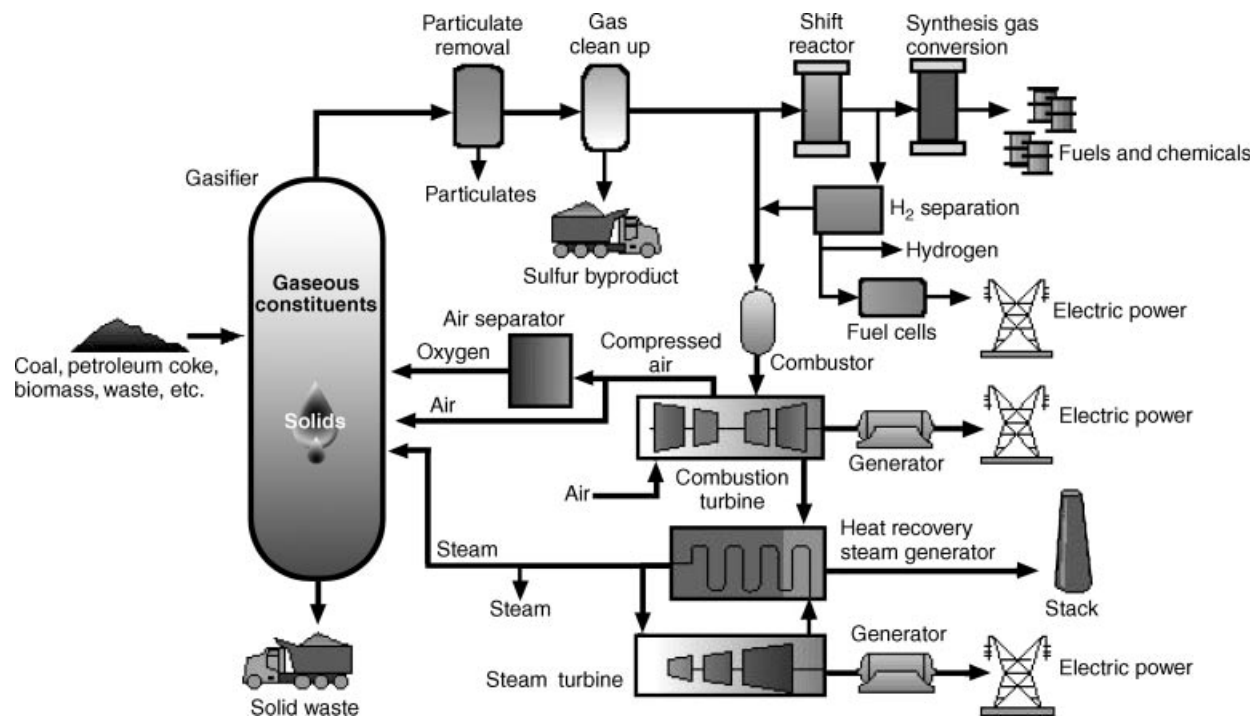 Particulate
removal
Gas
clean up
Shift
reactor
Synthesis gas
conversion
Fuels and chemicals
Gasifier
Particulates
Sulfur byproduct
H₂ separation
Hydrogen
Fuel cells
Electric power
Gaseous
constituents
Coal, petroleum coke,
biomass, waste, etc.
Solids
Air separator
Oxygen
Compressed
air
Combustor
Air
Generator
Electric power
Air
Combustion
turbine
Heat recovery
steam generator
Stack
Steam
Steam
Steam turbine
Generator
Electric power
Solid waste